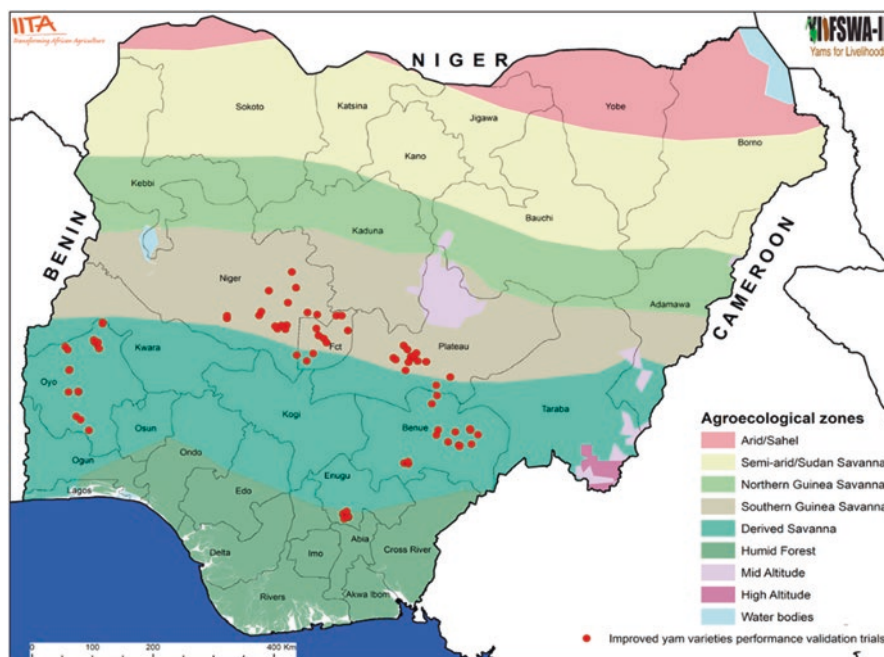 IITA
Transforming African Agriculture
YIIFSWA-II
Yams for Livelihood
NIGER
BENIN
CAMEROON
Sokoto
Katsina
Jigawa
Yobe
Borno
Kano
Kebbi
Bauchi
Kaduna
Niger
Adamawa
Fct
Plateau
Kwara
Oyo
Kogi
Benue
Taraba
Osun
Ogun
Ondo
Enugu
Lagos
Edo
Delta
Imo
Abia
Cross River
Rivers
Akwa Ibom
Agroecological zones
Arid/Sahel
Semi-arid/Sudan Savanna
Northern Guinea Savanna
Southern Guinea Savanna
Derived Savanna
Humid Forest
Mid Altitude
High Altitude
Water bodies
Improved yam varieties performance validation trials
0 100 200 400 Km